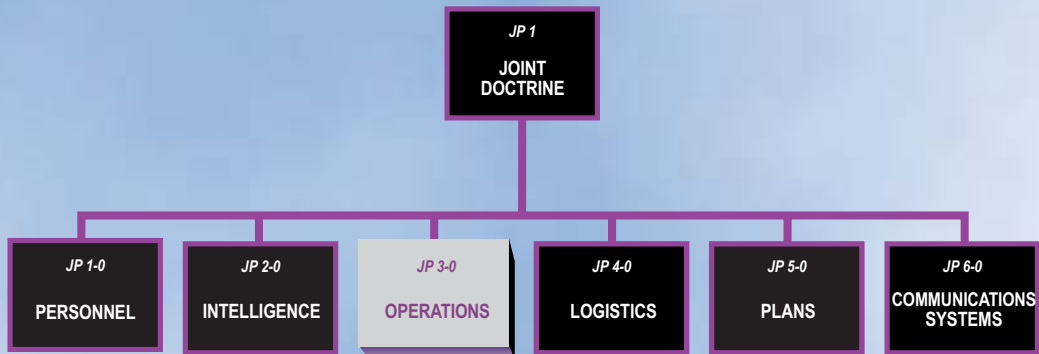 JP 1
JOINT
DOCTRINE
JP 1-0
PERSONNEL
JP 2-0
INTELLIGENCE
JP 3-0
OPERATIONS
JP 4-0
LOGISTICS
JP 5-0
PLANS
JP 6-0
COMMUNICATIONS
SYSTEMS